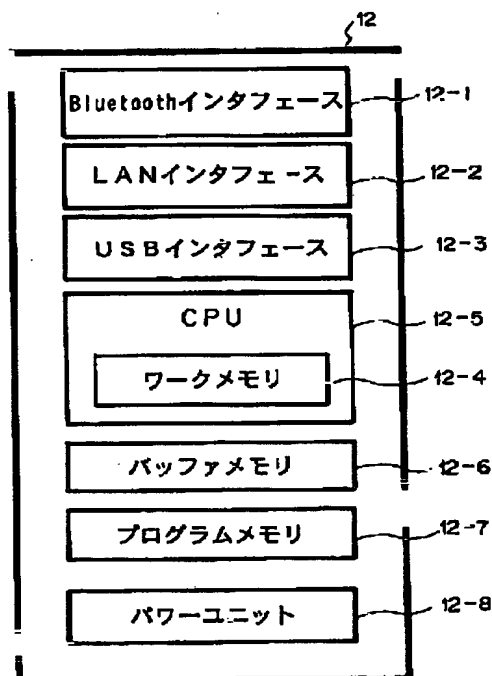 12
Bluetoothインタフェース 12-1
LANインタフェース 12-2
USBインタフェース 12-3
CPU 12-5
ワークメモリ 12-4
バッファメモリ 12-6
プログラムメモリ 12-7
パワーユニット 12-8